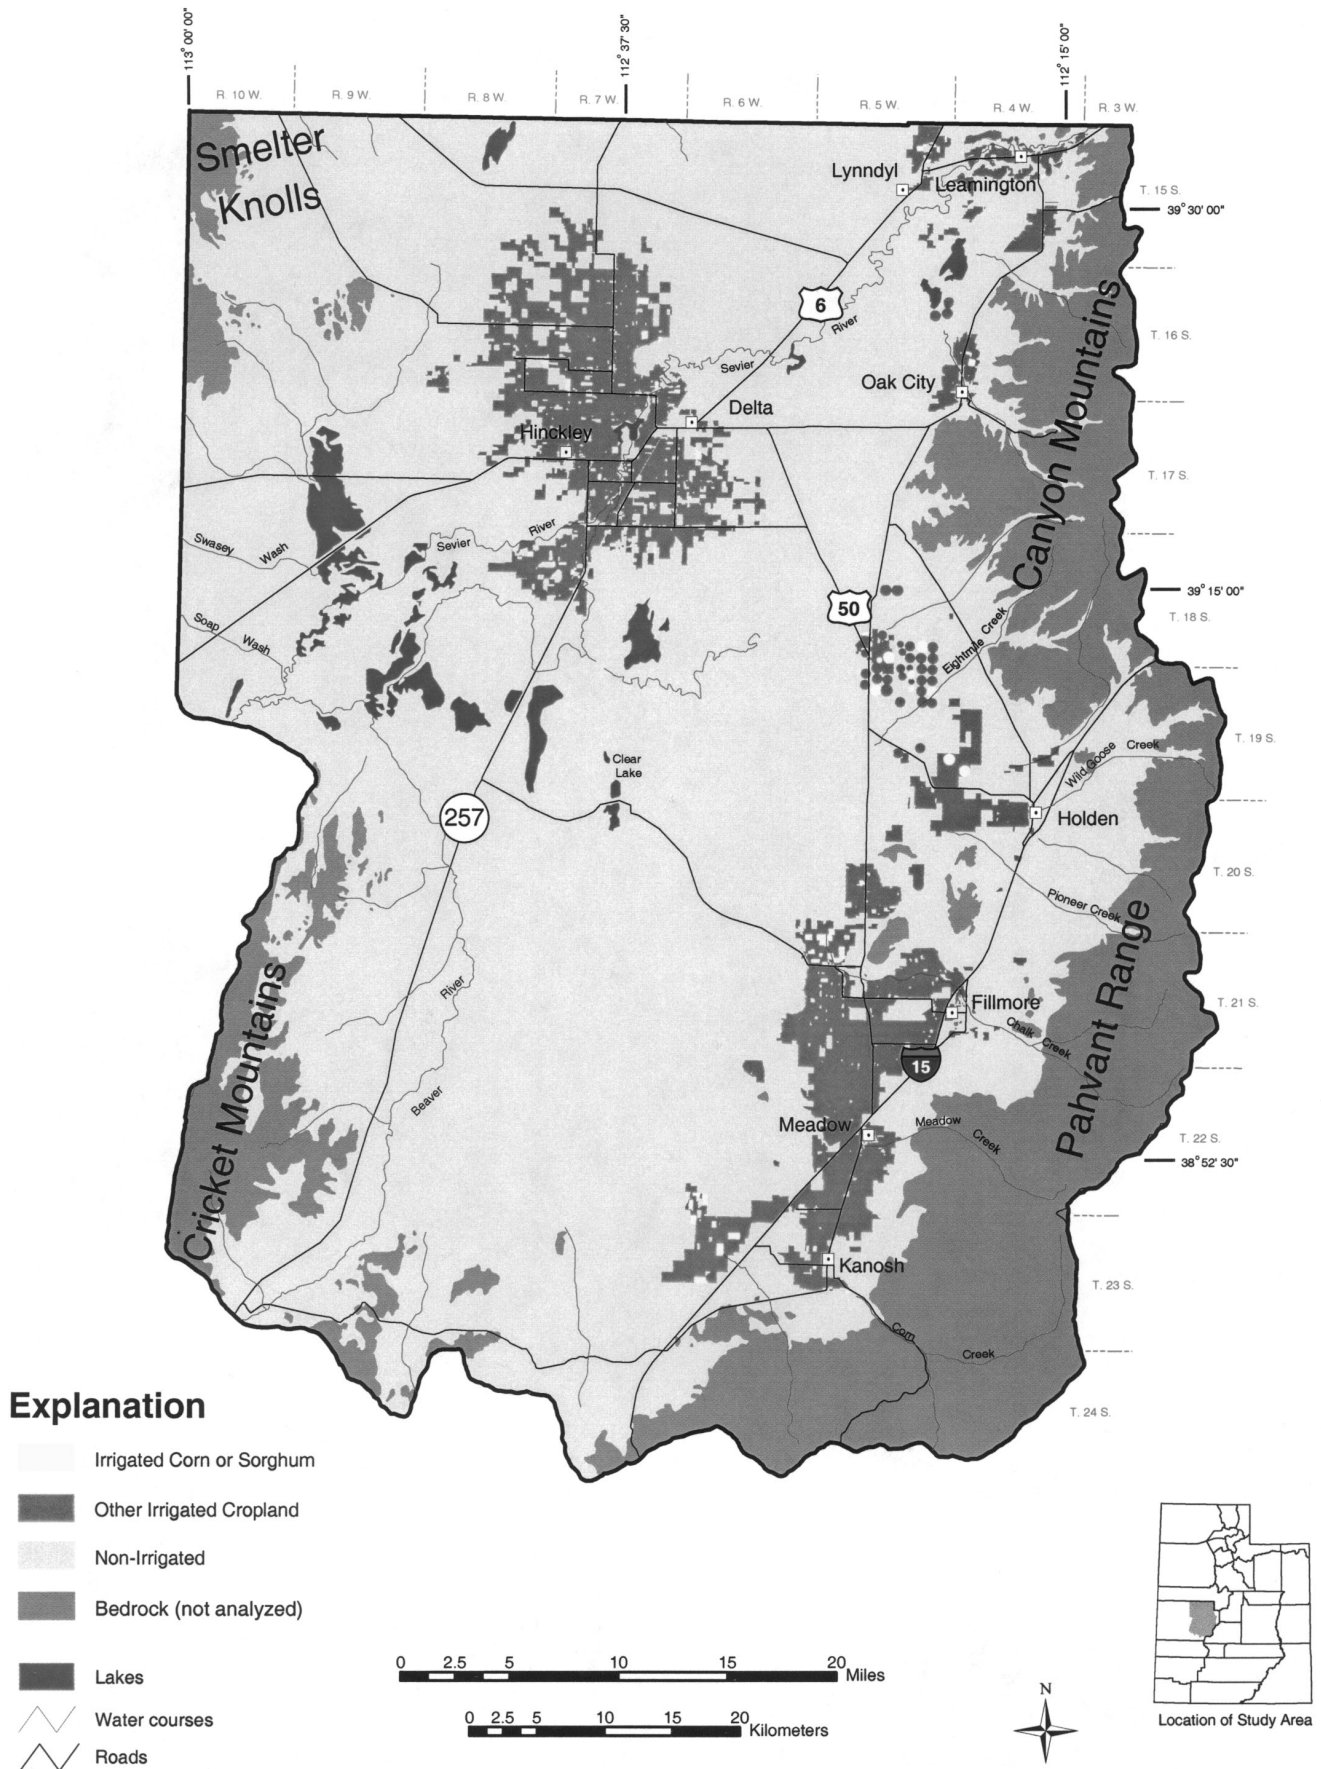 113° 00' 00"
112° 37' 30"
112° 15' 00"
R. 10 W.
R. 9 W.
R. 8 W.
R. 7 W.
R. 6 W.
R. 5 W.
R. 4 W.
R. 3 W.
Smelter
Knolls
Lynndyl
Leamington
T. 15 S.
39° 30' 00"
6
River
Sevier
T. 16 S.
Oak City
Canyon Mountains
Delta
Hinckley
T. 17 S.
Swasey
Wash
Sevier
River
39° 15' 00"
50
Soap
Wash
Eightmile Creek
T. 18 S.
T. 19 S.
Wild Goose
Creek
Clear
Lake
257
Holden
T. 20 S.
Pioneer Creek
Pahvant Range
Cricket Mountains
River
Beaver
Fillmore
T. 21 S.
Chalk
Creek
15
Meadow
Meadow
Creek
T. 22 S.
38° 52' 30"
Kanosh
T. 23 S.
Corn
Creek
T. 24 S.
Explanation
Irrigated Corn or Sorghum
Other Irrigated Cropland
Non-Irrigated
Bedrock (not analyzed)
Lakes
Water courses
Roads
0 2.5 5 10 15 20
Miles
0 2.5 5 10 15 20
Kilometers
N
Location of Study Area